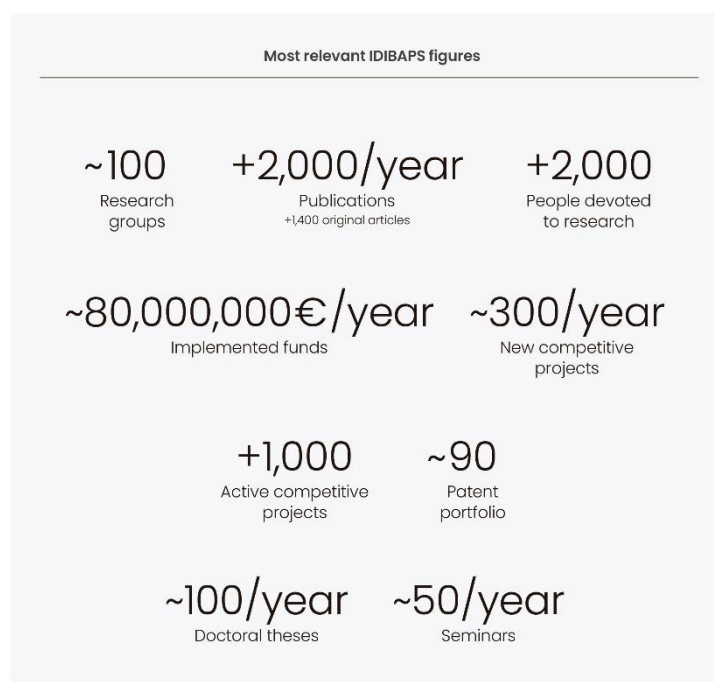 Most relevant IDIBAPS figures
~100
Research
groups
+2,000/year
Publications
+1,400 original articles
+2,000
People devoted
to research
~80,000,000€/year
Implemented funds
~300/year
New competitive
projects
+1,000
Active competitive
projects
~90
Patent
portfolio
~100/year
Doctoral theses
~50/year
Seminars